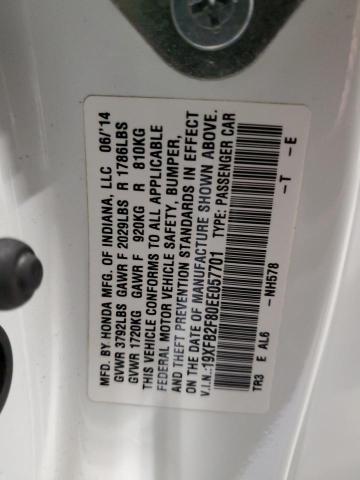 MFD. BY HONDA MFG. OF INDIANA, LLC 06/'14
GVWR 3792LBS GAWR F 2029LBS R 1786LBS
GVWR 1720KG GAWR F 920KG R 810KG
THIS VEHICLE CONFORMS TO ALL APPLICABLE
FEDERAL MOTOR VEHICLE SAFETY, BUMPER,
AND THEFT PREVENTION STANDARDS IN EFFECT
ON THE DATE OF MANUFACTURE SHOWN ABOVE.
V.I.N.:19XFB2F80EE057701 TYPE: PASSENGER CAR
TR3 E AL6 -NH578 -T -E